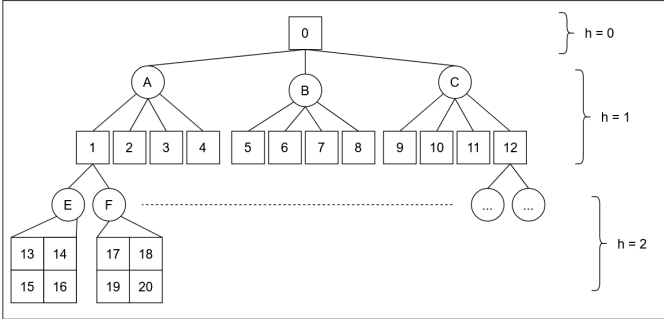 0
h = 0
A
B
C
h = 1
1 2 3 4 5 6 7 8 9 10 11 12
E F ... ...
13 14 17 18
h = 2
15 16 19 20